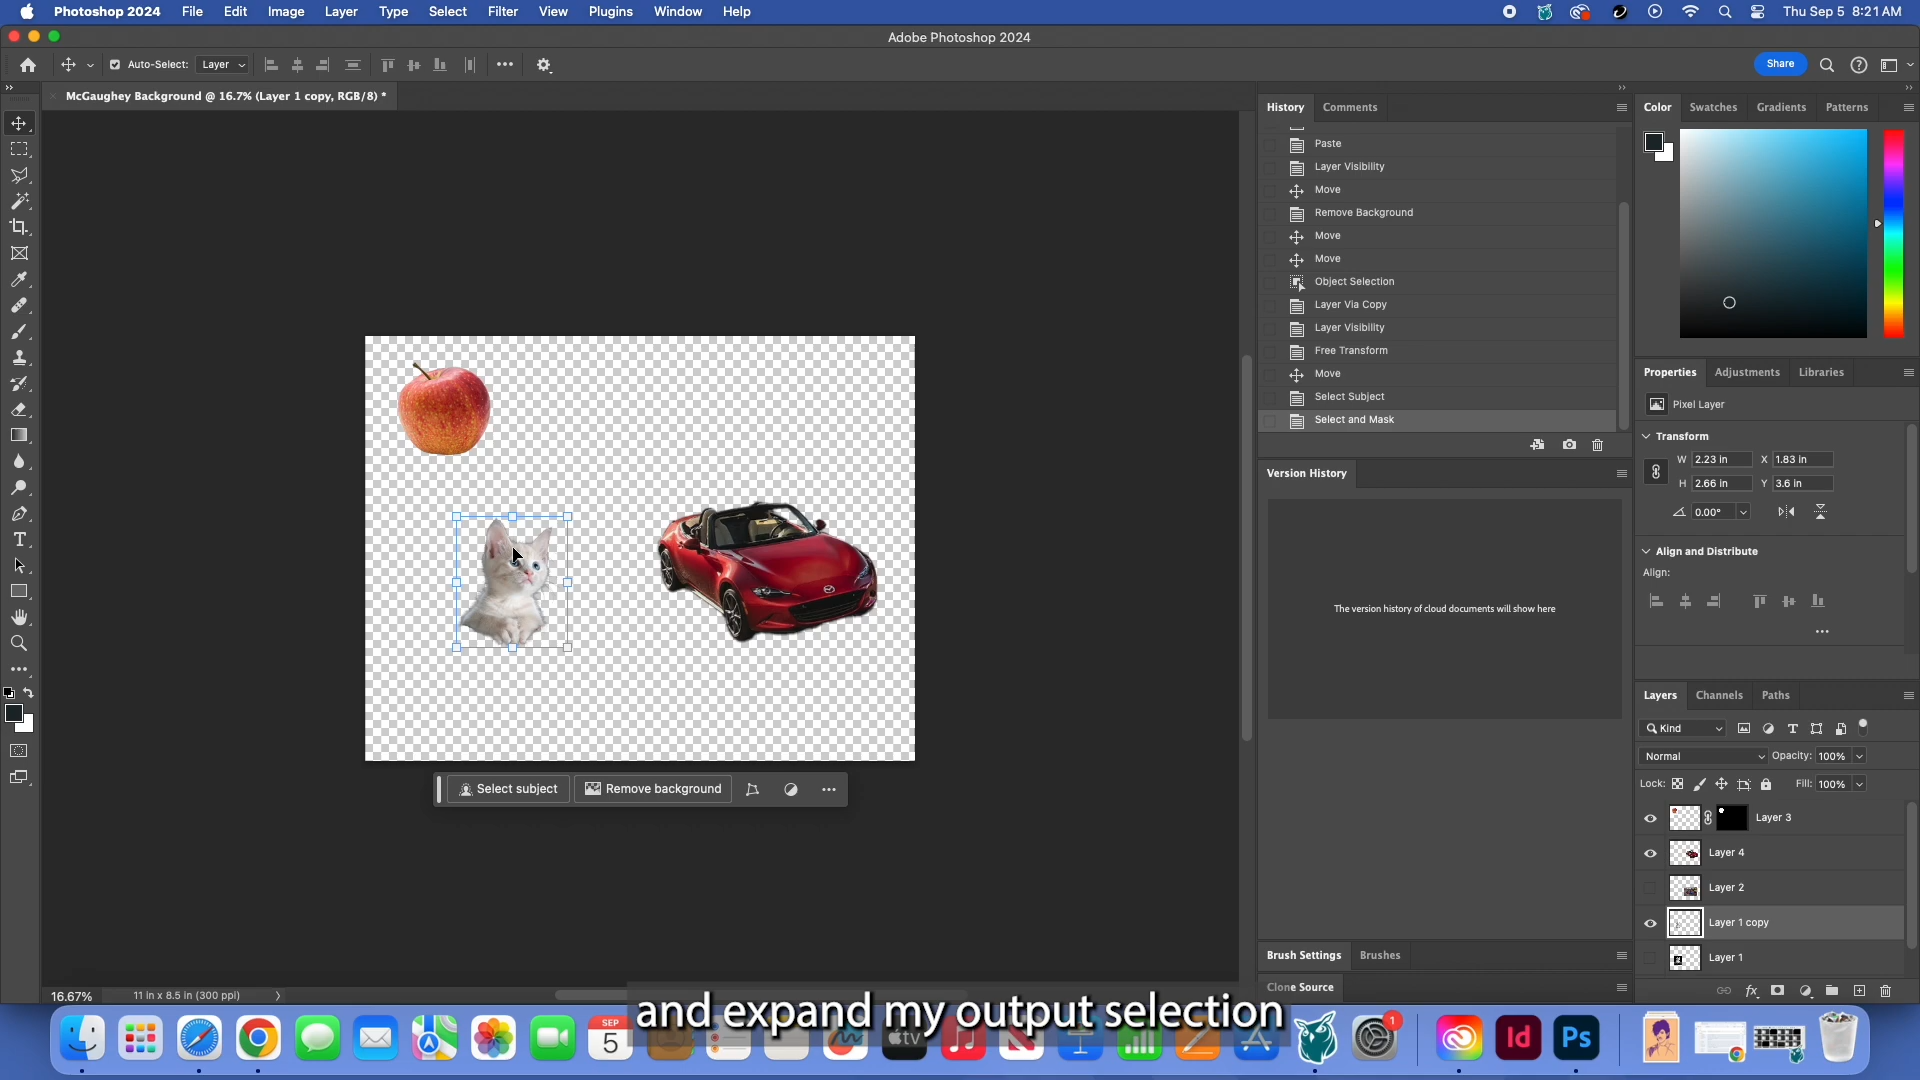 Photoshop 2024 File Edit Image Layer Type Select Filter View Plugins Window Help Thu Sep 5 8:21 AM
Adobe Photoshop 2024
Auto-Select: Layer Share
McGaughey Background @ 16.7% (Layer 1 copy, RGB/8) *
History Comments
Color Swatches Gradients Patterns
Paste
Layer Visibility
Move
Remove Background
Move
Move
Object Selection
Layer Via Copy
Layer Visibility
Free Transform
Move
Select Subject
Select and Mask
Properties Adjustments Libraries
Pixel Layer
Transform
W 2.23 in X 1.83 in
H 2.66 in Y 3.6 in
0.00°
Align and Distribute
Align:
Version History
The version history of cloud documents will show here
Layers Channels Paths
Kind
Normal Opacity: 100%
Lock: Fill: 100%
Layer 3
Layer 4
Layer 2
Layer 1 copy
Layer 1
Select subject Remove background
Brush Settings Brushes
Clone Source
16.67% 11 in x 8.5 in (300 ppi)
and expand my output selection
SEP
5
tv
1
Id
Ps